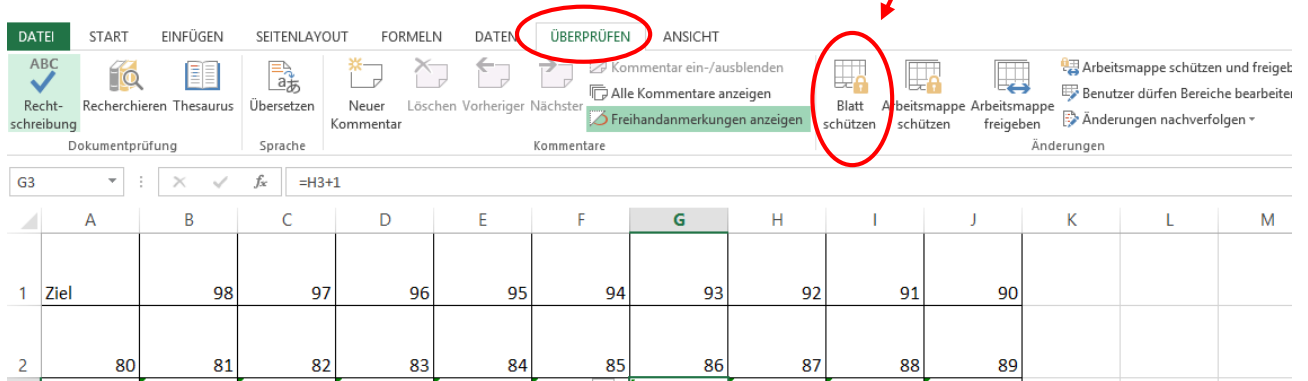 DATEI START EINFÜGEN SEITENLAYOUT FORMELN DATEN ÜBERPRÜFEN ANSICHT
ABC
Recht-
schreibung
Recherchieren
Thesaurus
Dokumentprüfung
Übersetzen
Sprache
Neuer
Kommentar
Löschen
Vorheriger
Nächster
Kommentar ein-/ausblenden
Alle Kommentare anzeigen
Freihandanmerkungen anzeigen
Kommentare
Blatt
schützen
Arbeitsmappe
schützen
Arbeitsmappe
freigeben
Arbeitsmappe schützen und freigeb
Benutzer dürfen Bereiche bearbeite
Änderungen nachverfolgen
Änderungen
G3 fx =H3+1
A B C D E F G H I J K L M
1 Ziel 98 97 96 95 94 93 92 91 90
2 80 81 82 83 84 85 86 87 88 89